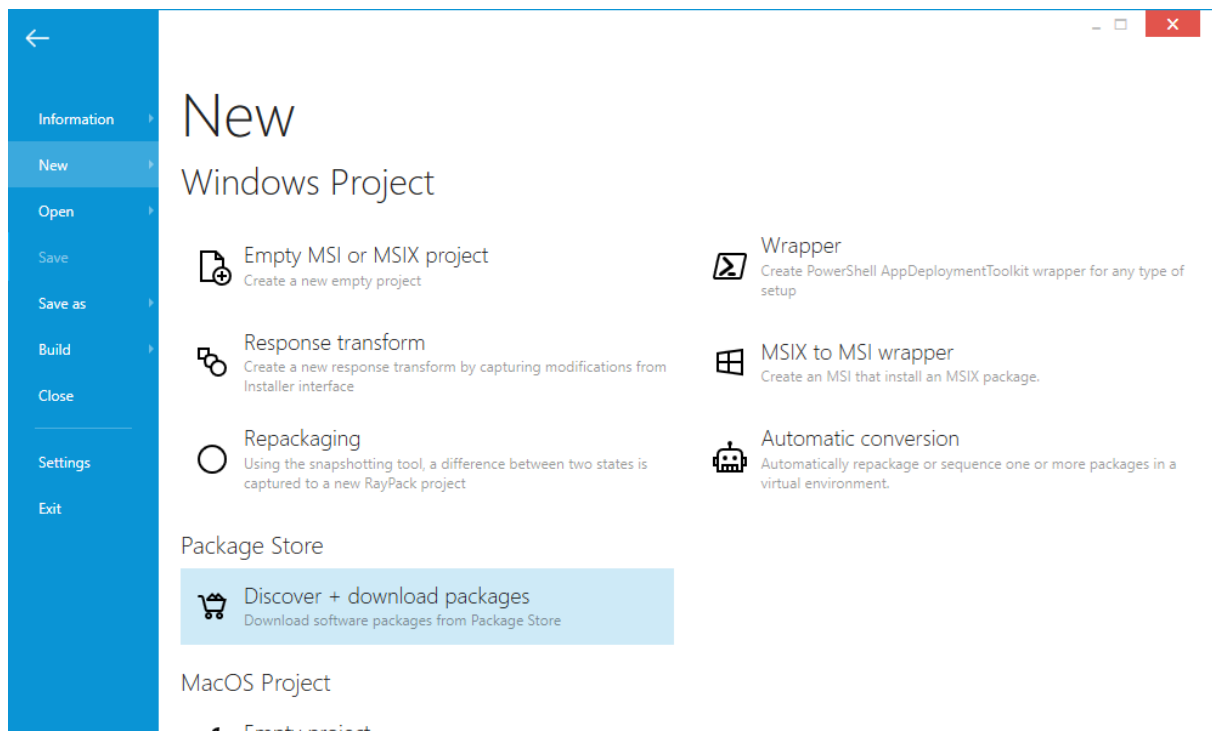 Information
New
Open
Save
Save as
Build
Close
Settings
Exit
New
Windows Project
Empty MSI or MSIX project
Create a new empty project
Wrapper
Create PowerShell AppDeploymentToolkit wrapper for any type of
setup
Response transform
Create a new response transform by capturing modifications from
Installer interface
MSIX to MSI wrapper
Create an MSI that install an MSIX package.
Repackaging
Using the snapshotting tool, a difference between two states is
captured to a new RayPack project
Automatic conversion
Automatically repackage or sequence one or more packages in a
virtual environment.
Package Store
Discover + download packages
Download software packages from Package Store
MacOS Project
Empty project